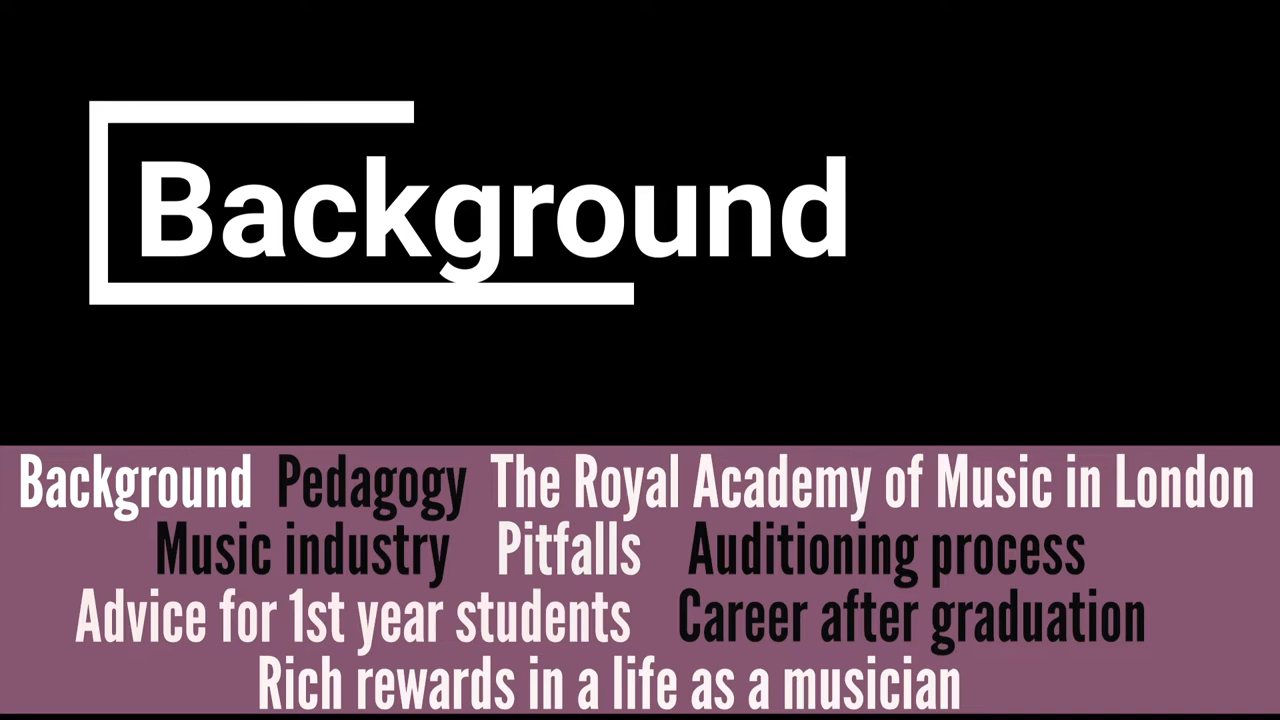 Background
Background Pedagogy The Royal Academy of Music in London
Music industry Pitfalls Auditioning process
Advice for 1st year students Career after graduation
Rich rewards in a life as a musician